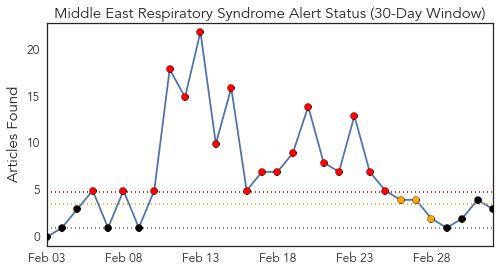 Middle East Respiratory Syndrome Alert Status (30-Day Window)
Articles Found
20
15
10
5
0
Feb 03
Feb 08
Feb 13
Feb 18
Feb 23
Feb 28